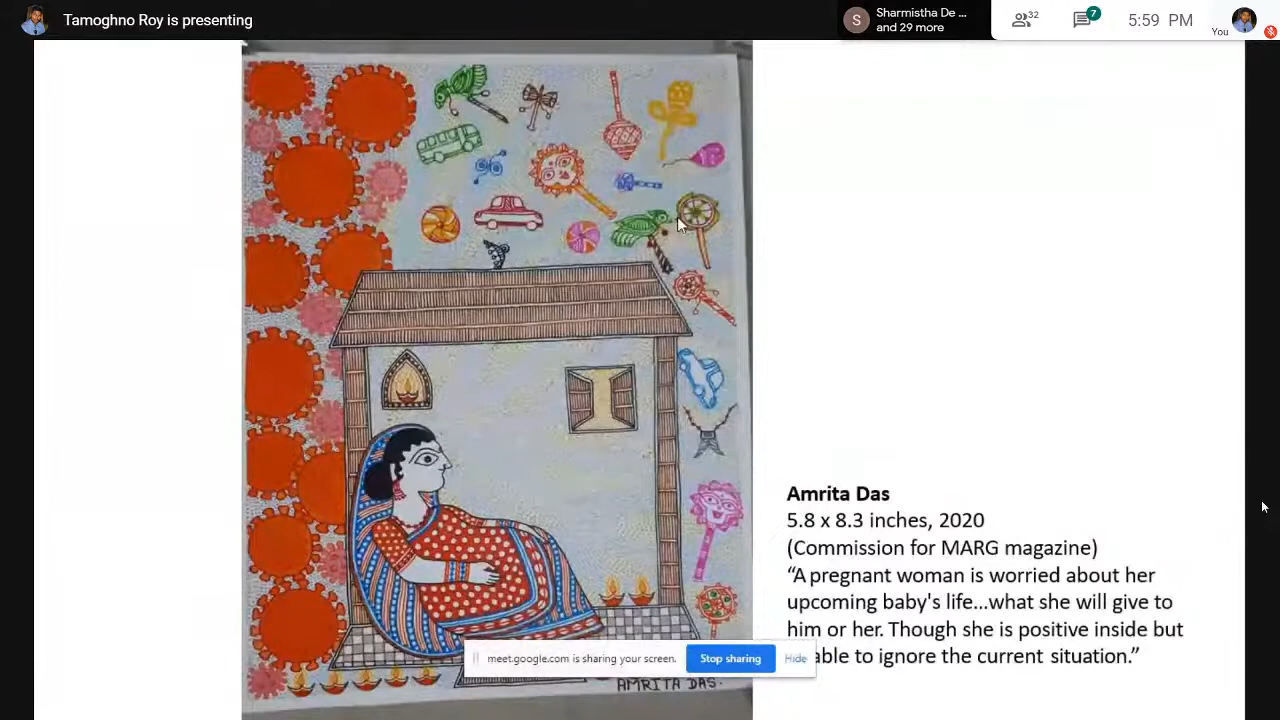 Tamoghno Roy is presenting
S
Sharmistha De ...
and 29 more
32
7
5:59 PM
You
Amrita Das
5.8 x 8.3 inches, 2020
(Commission for MARG magazine)
“A pregnant woman is worried about her
upcoming baby's life…what she will give to
him or her. Though she is positive inside but
able to ignore the current situation.”
meet.google.com is sharing your screen.
Stop sharing
Hide
AMRITA DAS.